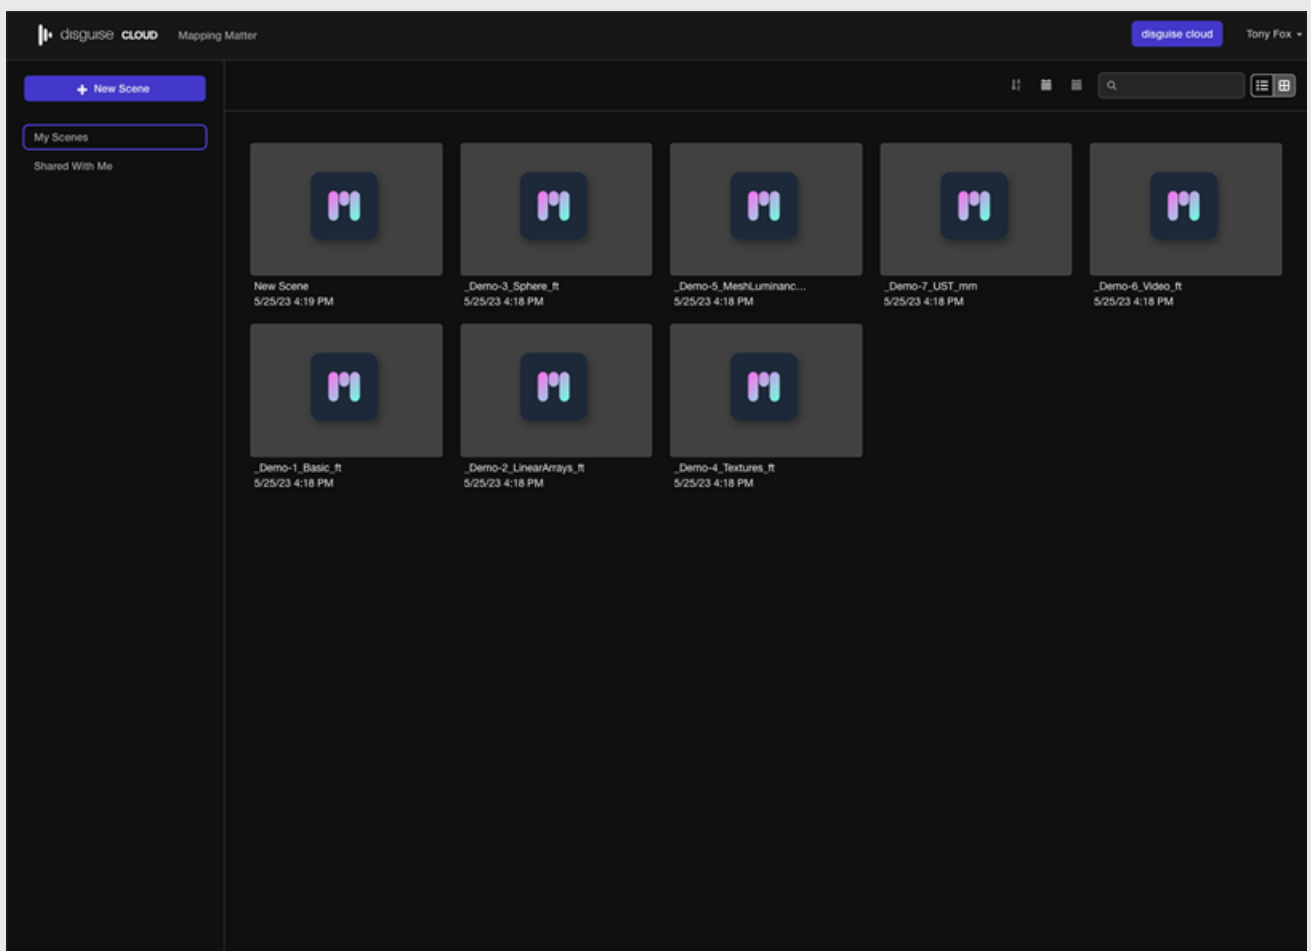 disguise CLOUD Mapping Matter disguise cloud Tony Fox
+ New Scene
My Scenes
Shared With Me
New Scene
5/25/23 4:19 PM
_Demo-3_Sphere_ft
5/25/23 4:18 PM
_Demo-5_MeshLuminanc...
5/25/23 4:18 PM
_Demo-7_UST_mm
5/25/23 4:18 PM
_Demo-6_Video_ft
5/25/23 4:18 PM
_Demo-1_Basic_ft
5/25/23 4:18 PM
_Demo-2_LinearArrays_ft
5/25/23 4:18 PM
_Demo-4_Textures_ft
5/25/23 4:18 PM